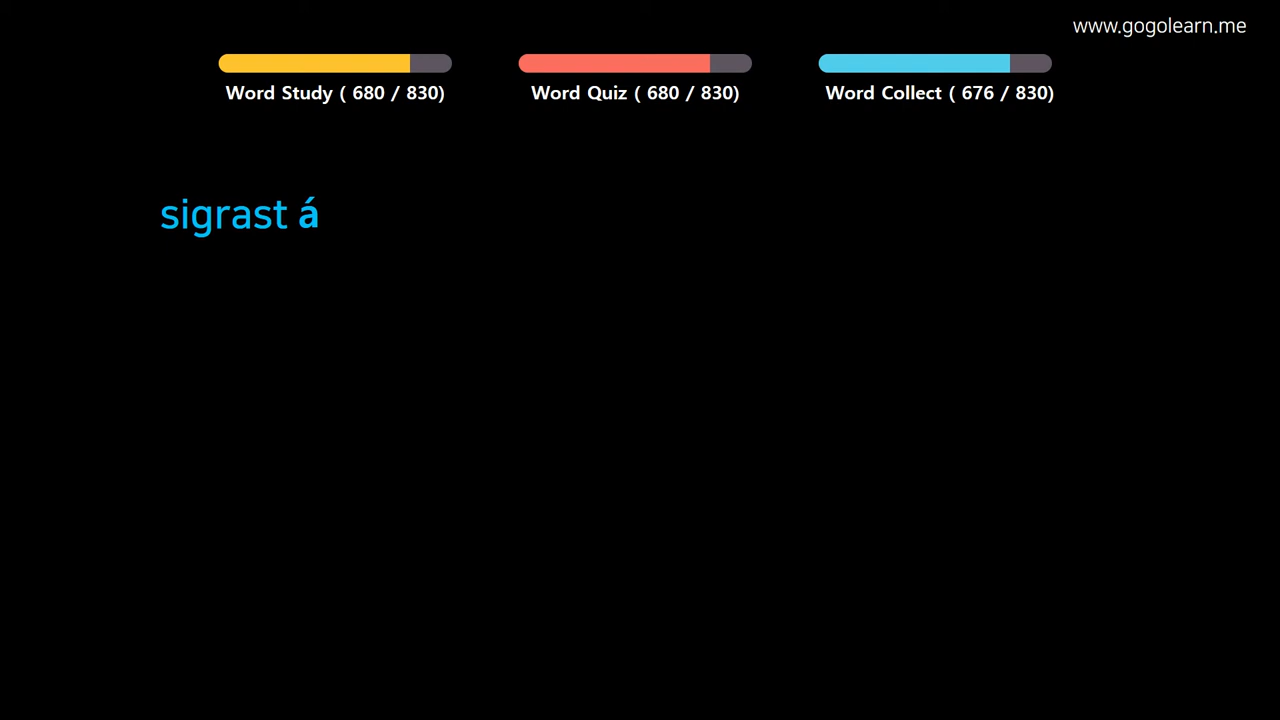 www.gogolearn.me
Word Study ( 680 / 830)
Word Quiz ( 680 / 830)
Word Collect ( 676 / 830)
sigrast á